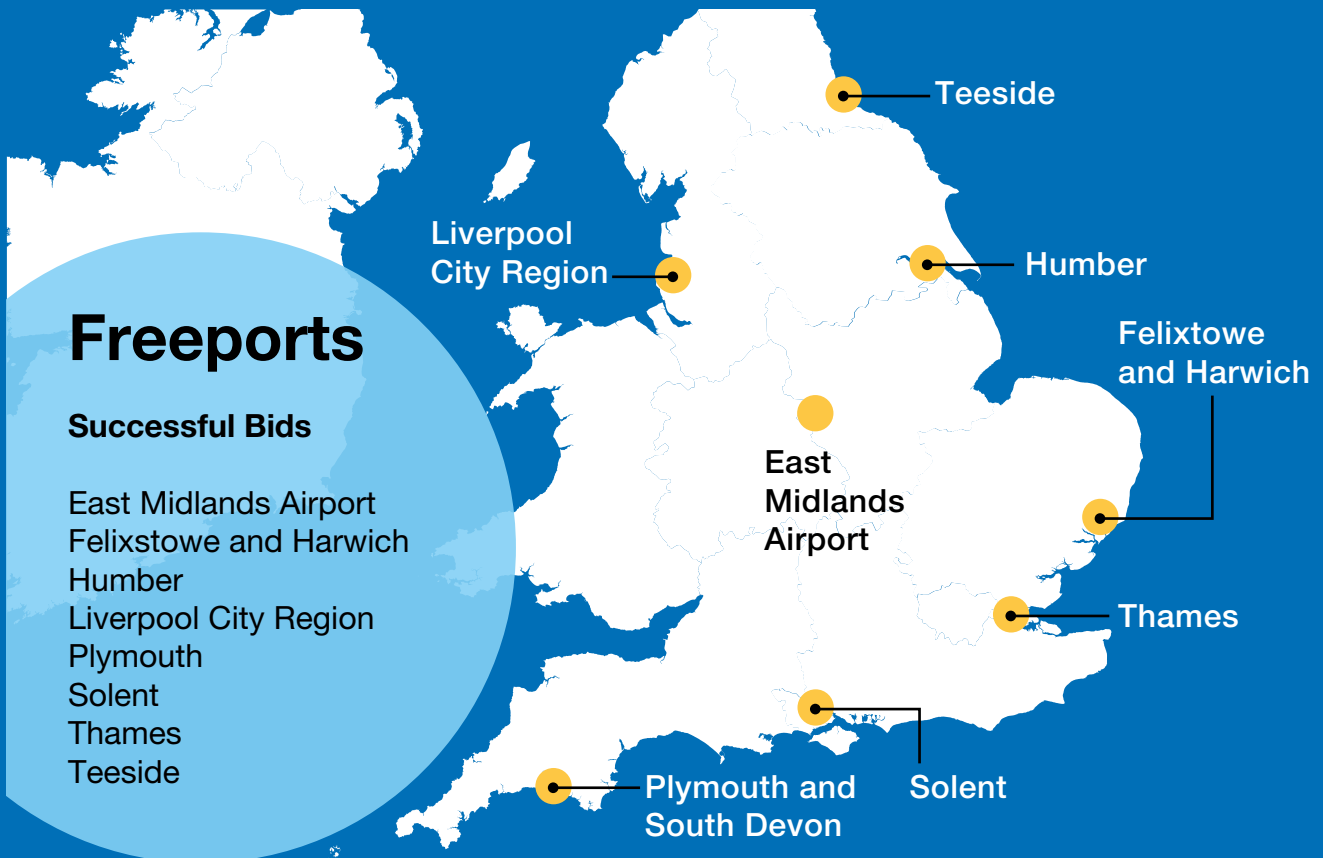 Freeports
Successful Bids
East Midlands Airport
Felixstowe and Harwich
Humber
Liverpool City Region
Plymouth
Solent
Thames
Teeside
Teeside
Liverpool
City Region
Humber
Felixtowe
and Harwich
East
Midlands
Airport
Thames
Plymouth and
South Devon
Solent